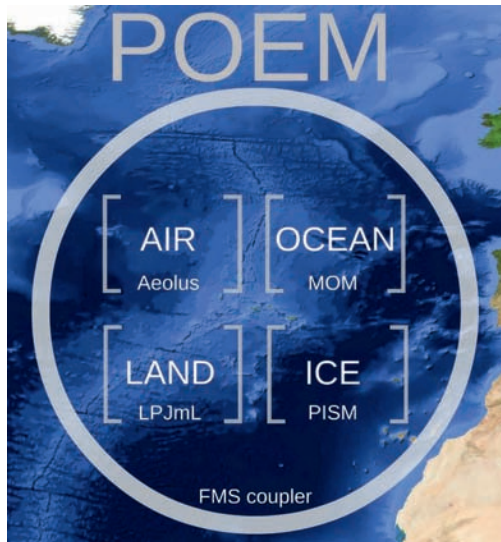 POEM
AIR
Aeolus
OCEAN
MOM
LAND
LPJmL
ICE
PISM
FMS coupler